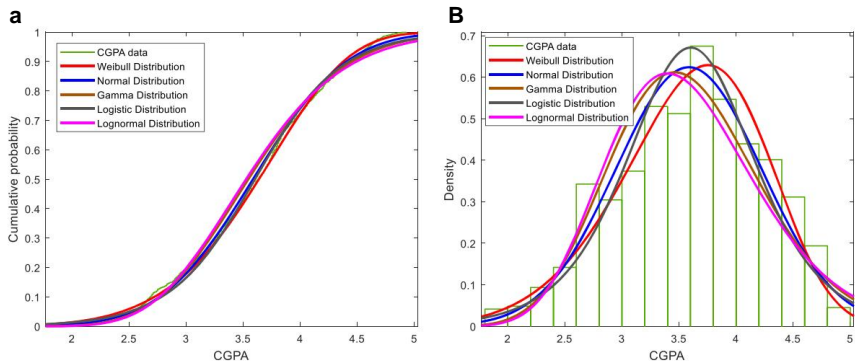 a
1
0.9
0.8
0.7
0.6
0.5
0.4
0.3
0.2
0.1
0
Cumulative probability
CGPA data
Weibull Distribution
Normal Distribution
Gamma Distribution
Logistic Distribution
Lognormal Distribution
2 2.5 3 3.5 4 4.5 5
CGPA
B
0.7
0.6
0.5
0.4
0.3
0.2
0.1
0
Density
CGPA data
Weibull Distribution
Normal Distribution
Gamma Distribution
Logistic Distribution
Lognormal Distribution
2 2.5 3 3.5 4 4.5 5
CGPA